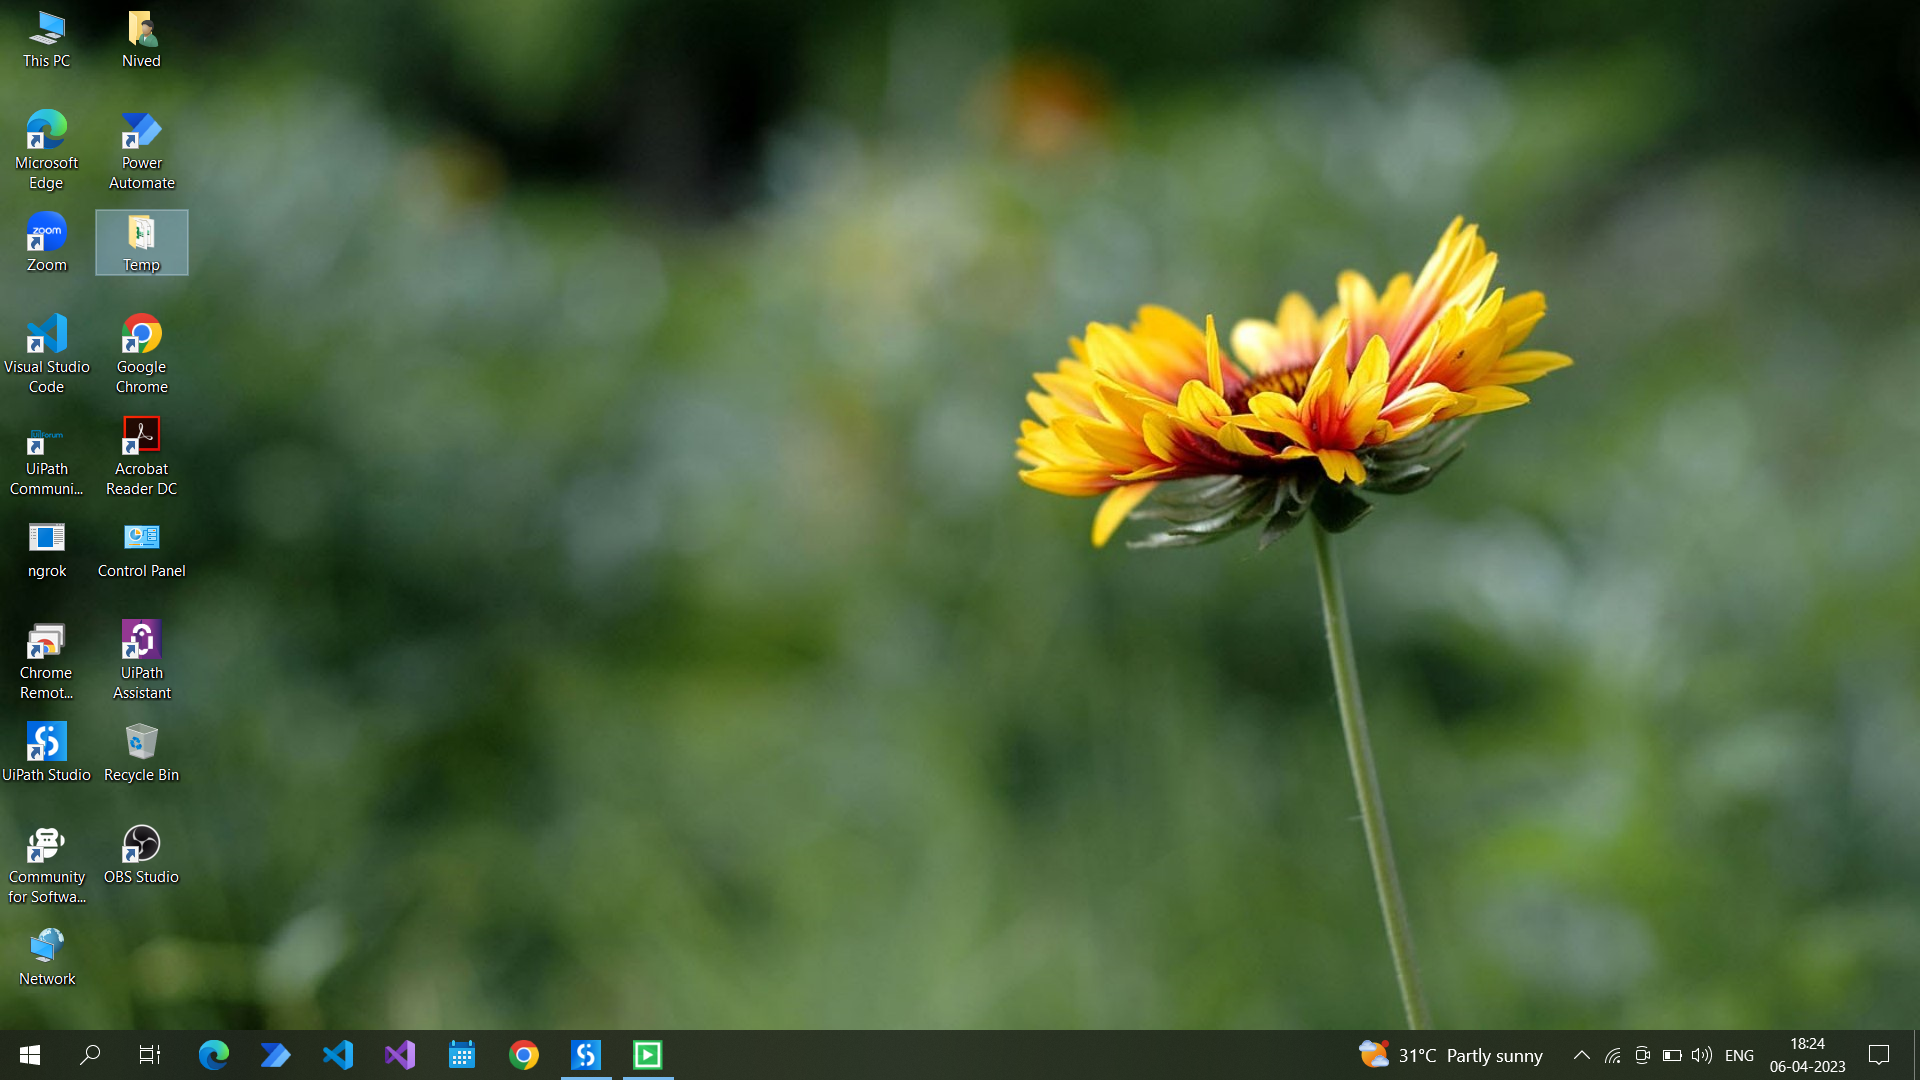 This PC
Nived
Microsoft
Edge
Power
Automate
zoom
Zoom
Temp
Visual Studio
Code
Google
Chrome
UiPath
Communi...
Acrobat
Reader DC
ngrok
Control Panel
Chrome
Remot...
UiPath
Assistant
UiPath Studio
Recycle Bin
Community
for Softwa...
OBS Studio
Network
31°C Partly sunny
ENG
18:24
06-04-2023